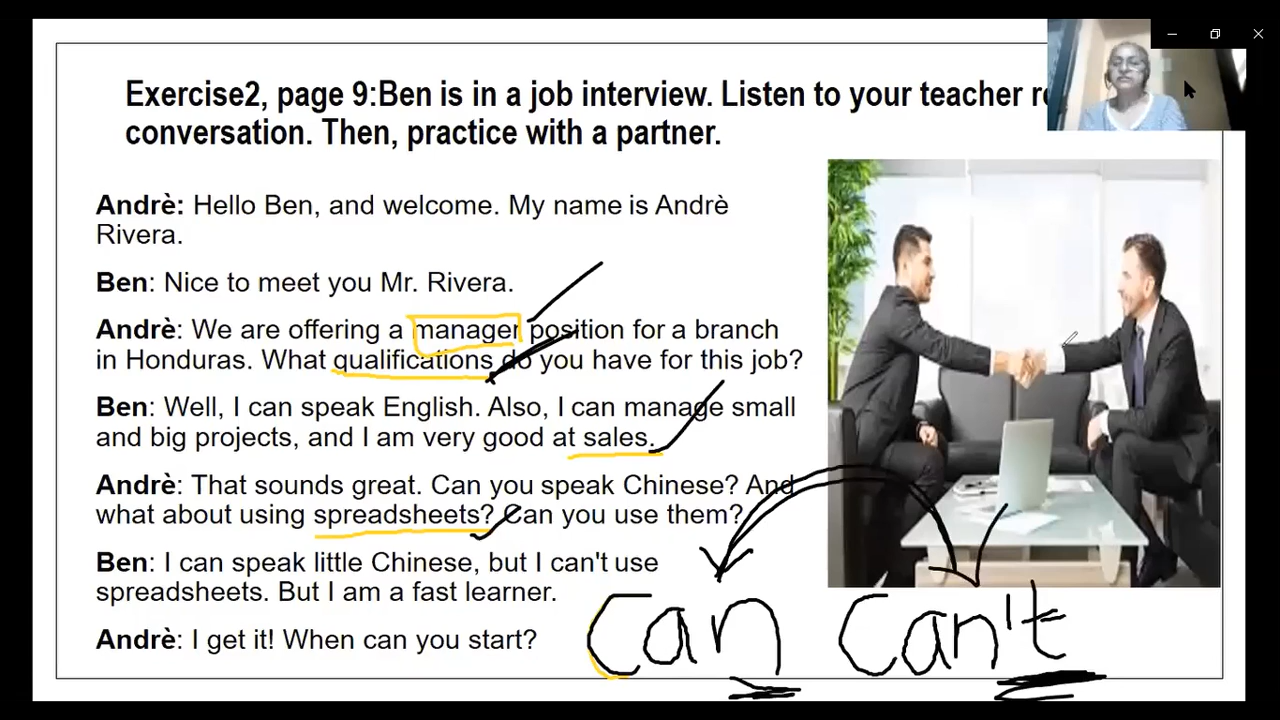 Exercise2, page 9:Ben is in a job interview. Listen to your teacher
conversation. Then, practice with a partner.
Andrè: Hello Ben, and welcome. My name is Andrè
Rivera.
Ben: Nice to meet you Mr. Rivera.
Andrè: We are offering a manager position for a branch
in Honduras. What qualifications do you have for this job?
Ben: Well, I can speak English. Also, I can manage small
and big projects, and I am very good at sales.
Andrè: That sounds great. Can you speak Chinese? And
what about using spreadsheets? Can you use them?
Ben: I can speak little Chinese, but I can't use
spreadsheets. But I am a fast learner.
Andrè: I get it! When can you start?
Can Can't